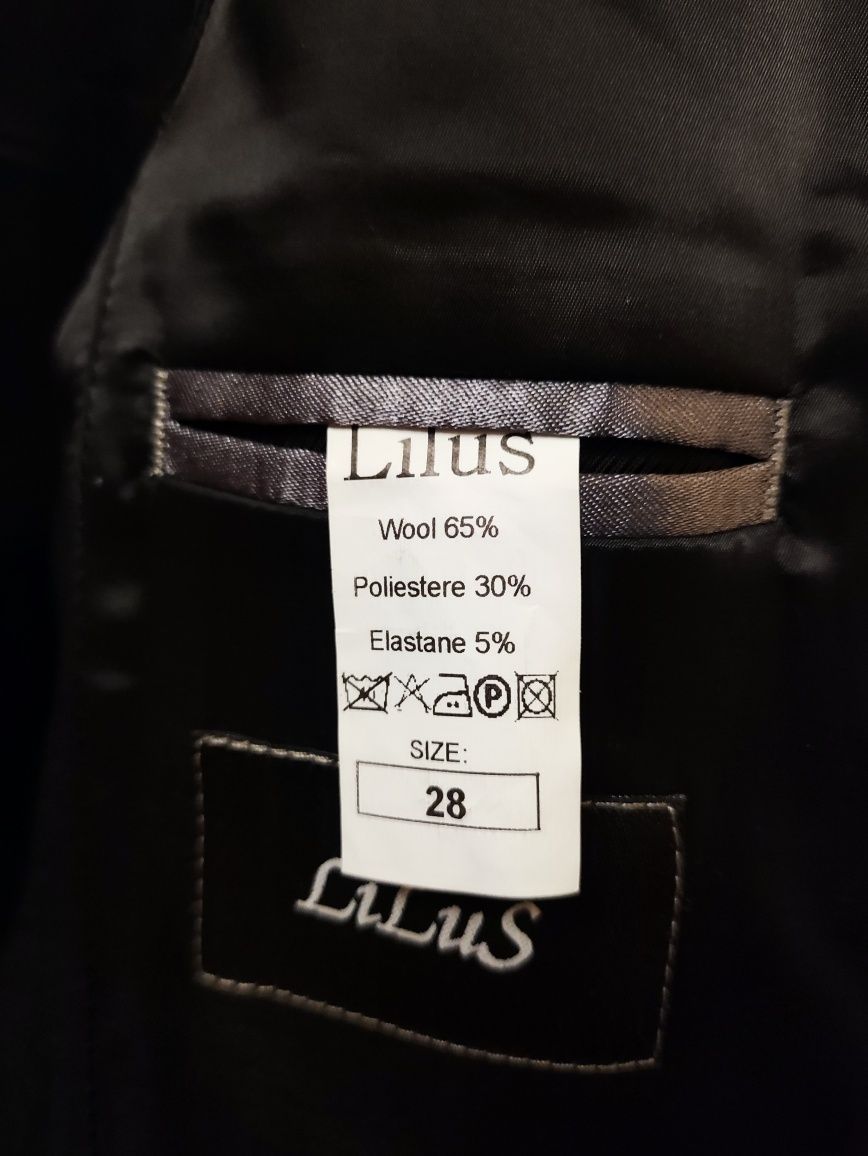 Lilus
Wool 65%
Poliestere 30%
Elastane 5%
P
SIZE:
28
LiLuS